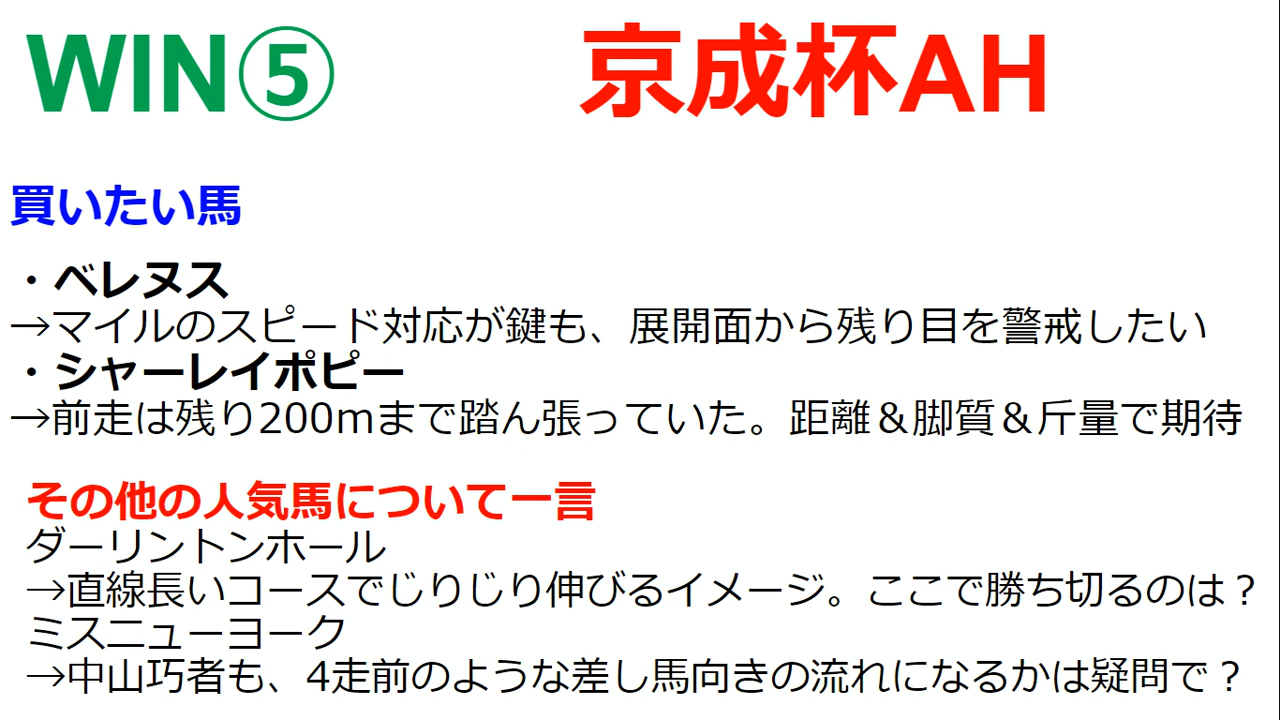 WIN⑤ 京成杯AH
買いたい馬
・ベレヌス
→マイルのスピード対応が鍵も、展開面から残り目を警戒したい
・シャーレイポピー
→前走は残り200mまで踏ん張っていた。距離＆脚質＆斤量で期待
その他の人気馬について一言
ダーリントンホール
→直線長いコースでじりじり伸びるイメージ。ここで勝ち切るのは？
ミスニューヨーク
→中山巧者も、4走前のような差し馬向きの流れになるかは疑問で？